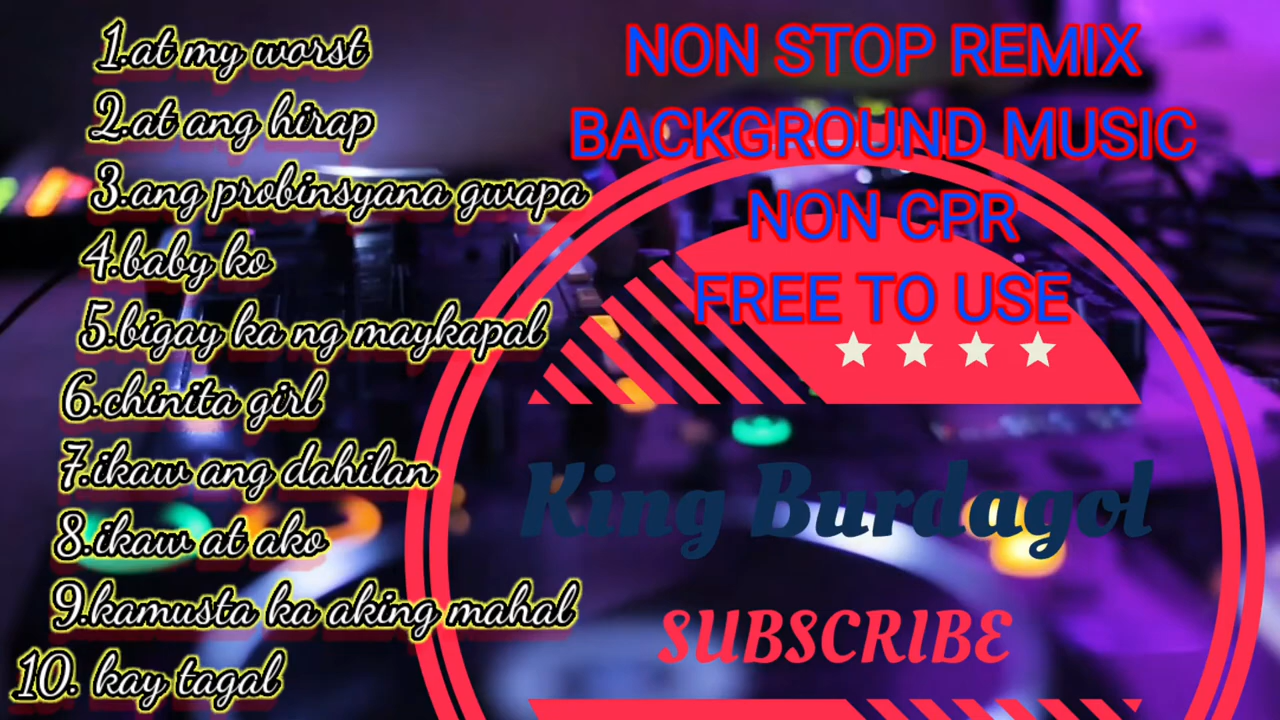 1.at my worst
2.at ang hirap
3.ang probinsyana gwapa
4.baby ko
5.bigay ka ng maykapal
6.chinita girl
7.ikaw ang dahilan
8.ikaw at ako
9.kamusta ka aking mahal
10. kay tagal
NON STOP REMIX
BACKGROUND MUSIC
NON CPR
FREE TO USE
King Burdagol
SUBSCRIBE